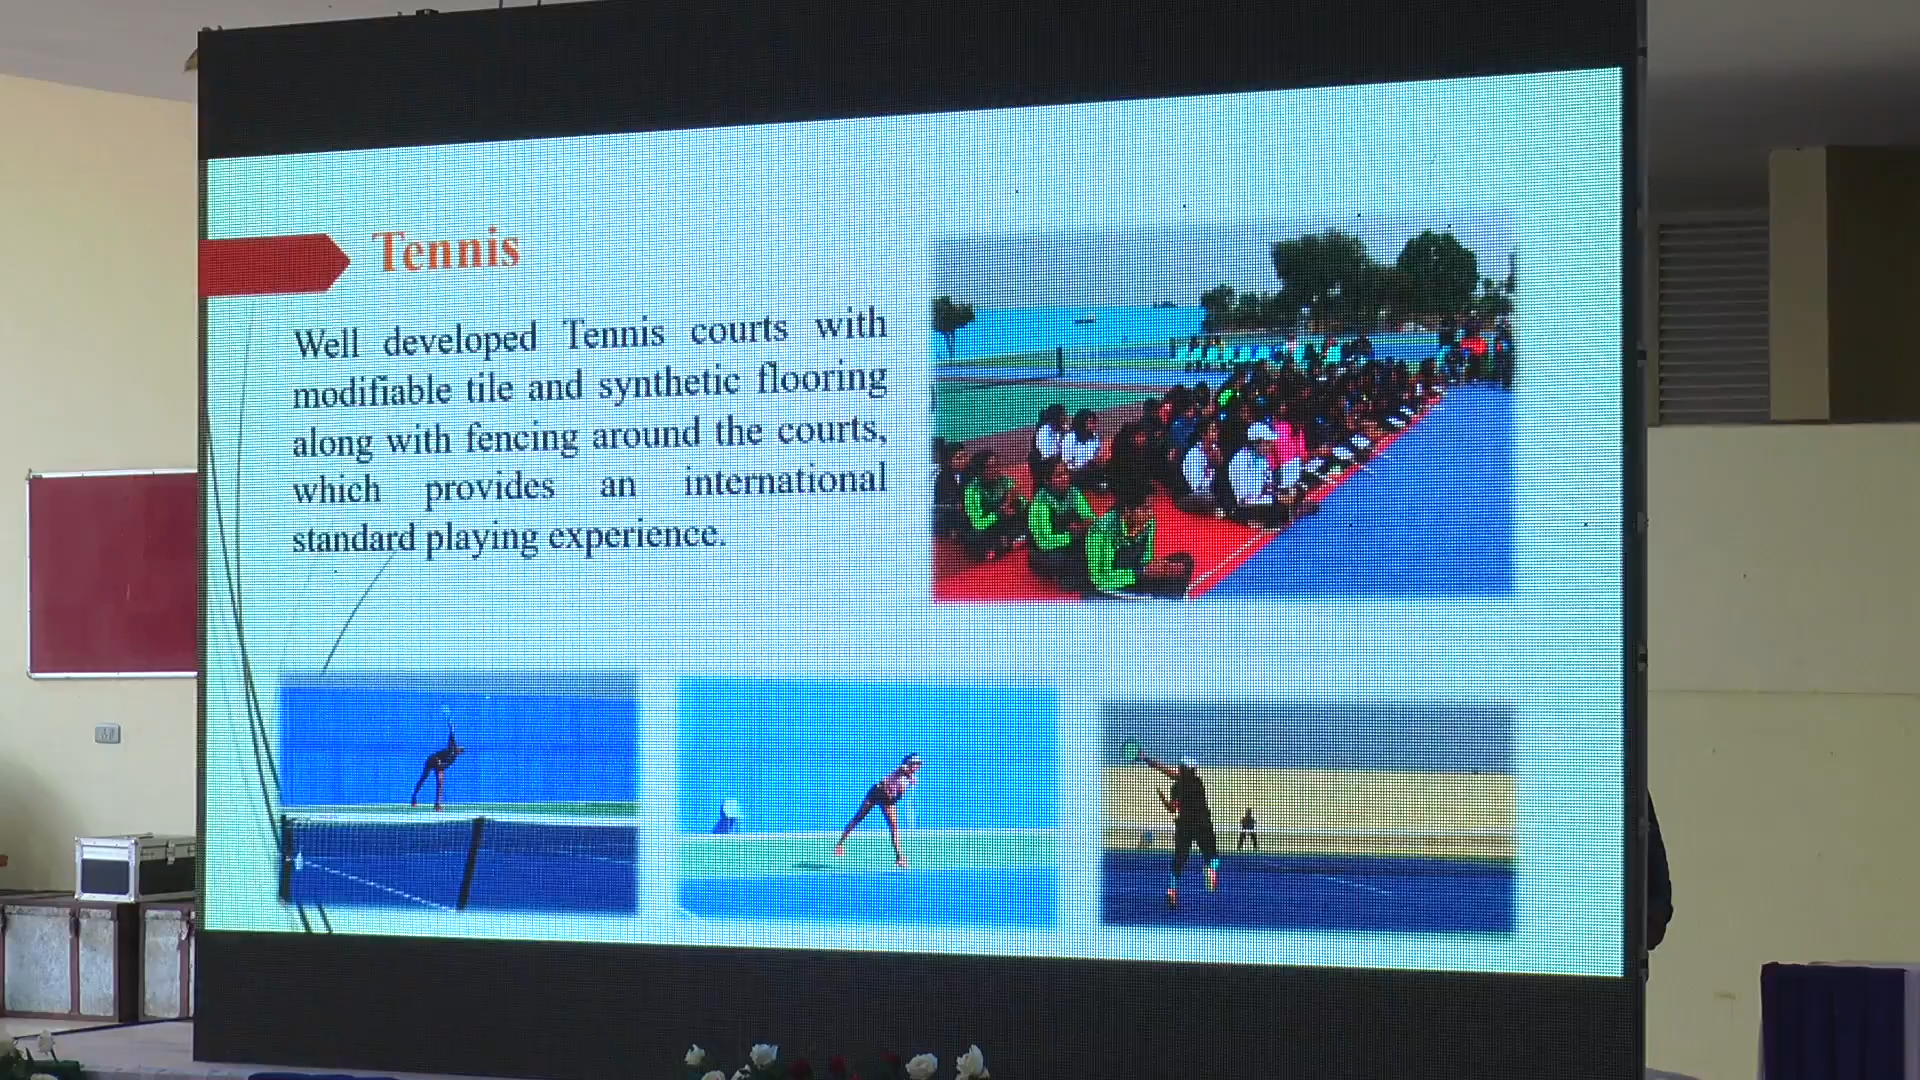 Tennis
Well developed Tennis courts with
modifiable tile and synthetic flooring
along with fencing around the courts,
which provides an international
standard playing experience.